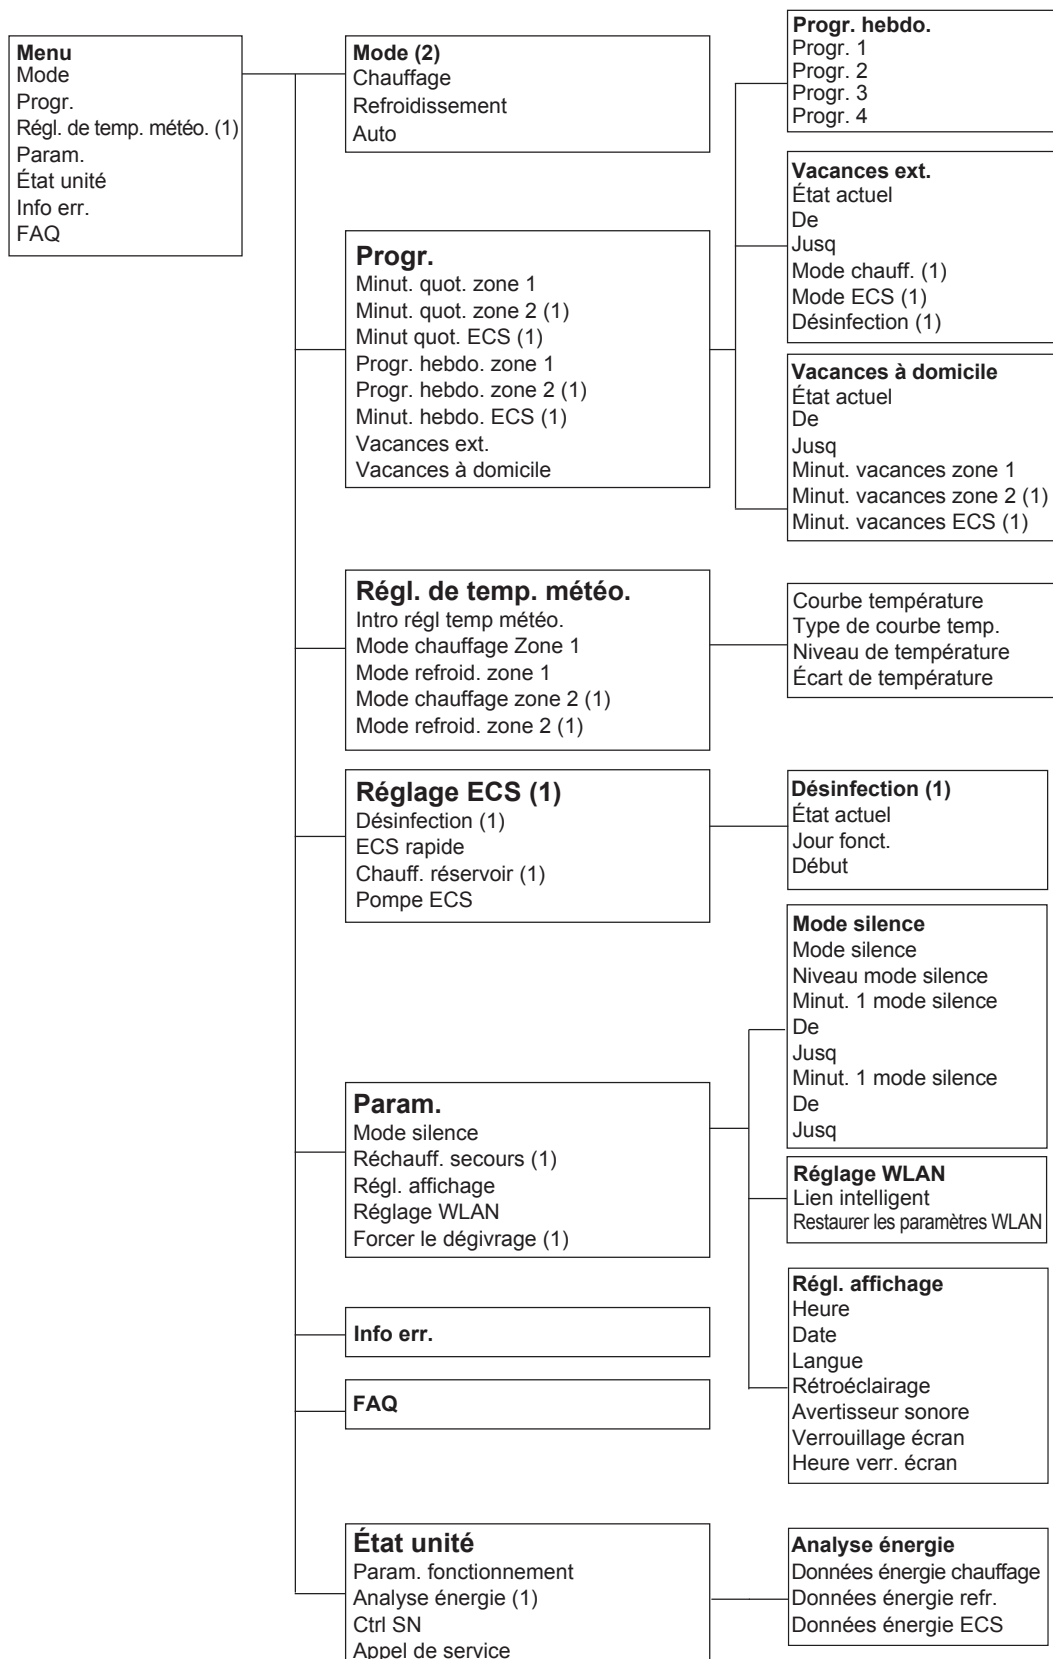 Menu
Mode
Progr.
Régl. de temp. météo. (1)
Param.
État unité
Info err.
FAQ
Mode (2)
Chauffage
Refroidissement
Auto
Progr.
Minut. quot. zone 1
Minut. quot. zone 2 (1)
Minut quot. ECS (1)
Progr. hebdo. zone 1
Progr. hebdo. zone 2 (1)
Minut. hebdo. ECS (1)
Vacances ext.
Vacances à domicile
Progr. hebdo.
Progr. 1
Progr. 2
Progr. 3
Progr. 4
Vacances ext.
État actuel
De
Jusq
Mode chauff. (1)
Mode ECS (1)
Désinfection (1)
Vacances à domicile
État actuel
De
Jusq
Minut. vacances zone 1
Minut. vacances zone 2 (1)
Minut. vacances ECS (1)
Régl. de temp. météo.
Intro régl temp météo.
Mode chauffage Zone 1
Mode refroid. zone 1
Mode chauffage zone 2 (1)
Mode refroid. zone 2 (1)
Courbe température
Type de courbe temp.
Niveau de température
Écart de température
Réglage ECS (1)
Désinfection (1)
ECS rapide
Chauff. réservoir (1)
Pompe ECS
Désinfection (1)
État actuel
Jour fonct.
Début
Param.
Mode silence
Réchauff. secours (1)
Régl. affichage
Réglage WLAN
Forcer le dégivrage (1)
Mode silence
Mode silence
Niveau mode silence
Minut. 1 mode silence
De
Jusq
Minut. 1 mode silence
De
Jusq
Réglage WLAN
Lien intelligent
Restaurer les paramètres WLAN
Régl. affichage
Heure
Date
Langue
Rétroéclairage
Avertisseur sonore
Verrouillage écran
Heure verr. écran
Info err.
FAQ
État unité
Param. fonctionnement
Analyse énergie (1)
Ctrl SN
Appel de service
Analyse énergie
Données énergie chauffage
Données énergie refr.
Données énergie ECS